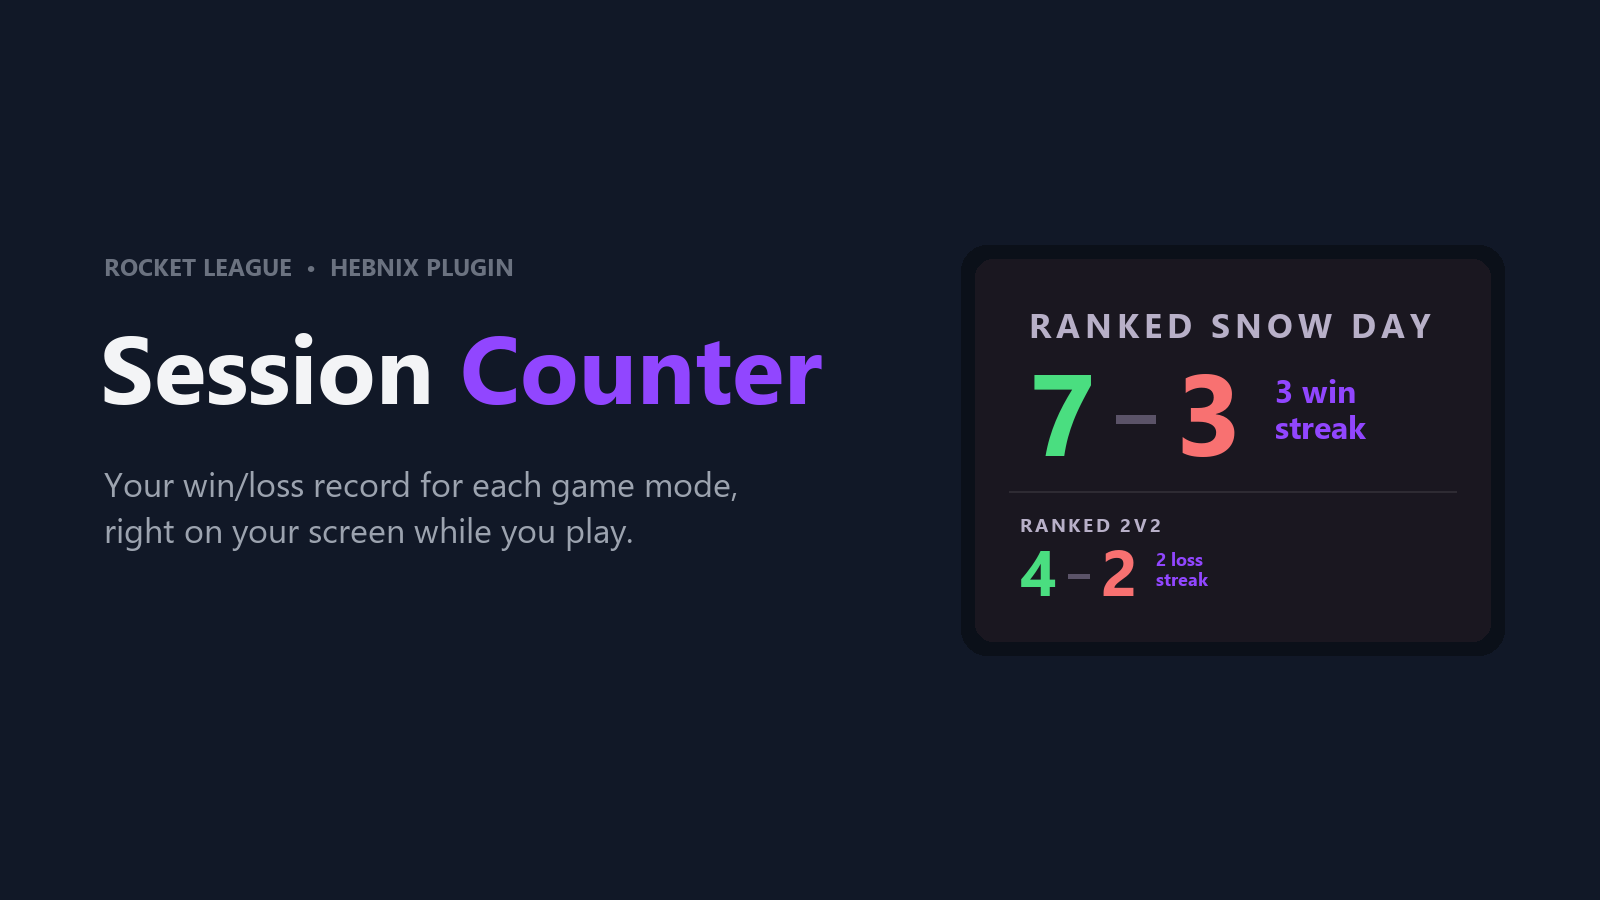 ROCKET LEAGUE • HEBNIX PLUGIN
Session Counter
Your win/loss record for each game mode,
right on your screen while you play.
RANKED SNOW DAY
7 – 3
3 win
streak
RANKED 2V2
4 – 2
2 loss
streak